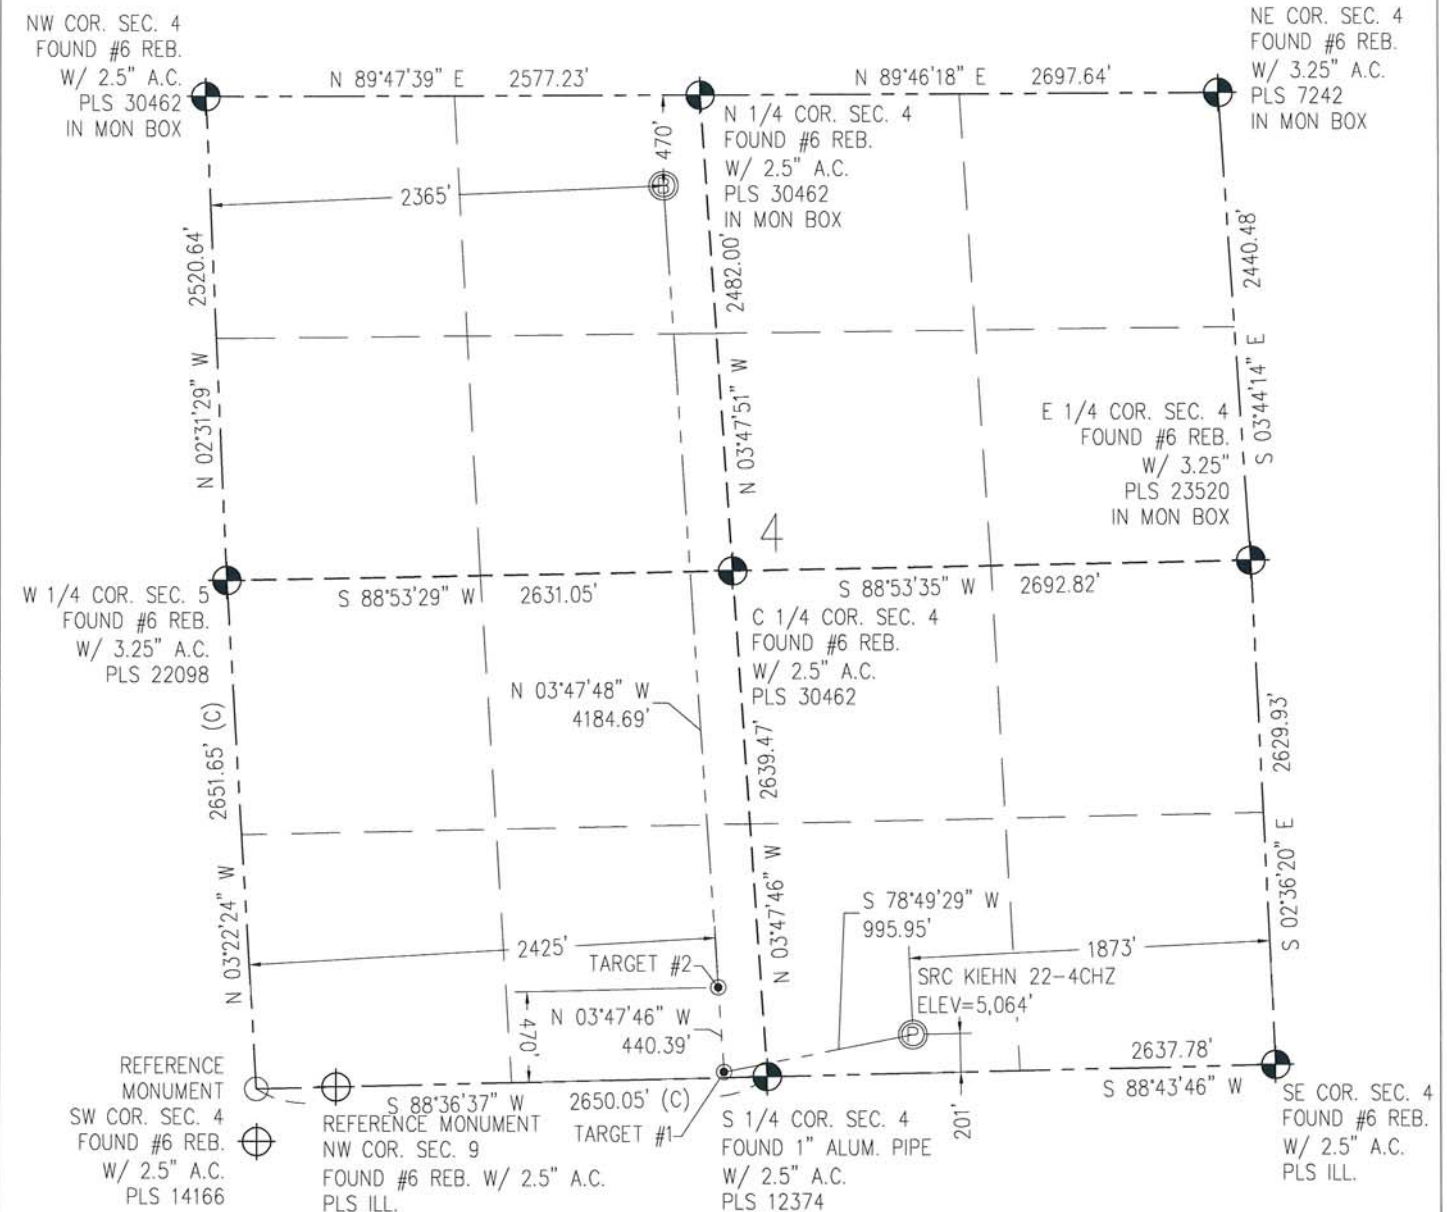 NW COR. SEC. 4
FOUND #6 REB.
W/ 2.5" A.C.
PLS 30462
IN MON BOX
N 89°47'39" E
2577.23'
N 89°46'18" E
2697.64'
NE COR. SEC. 4
FOUND #6 REB.
W/ 3.25" A.C.
PLS 7242
IN MON BOX
N 1/4 COR. SEC. 4
FOUND #6 REB.
W/ 2.5" A.C.
PLS 30462
IN MON BOX
470'
B
2365'
2520.64'
N 02°31'29" W
2482.00'
N 03°47'51" W
2440.48'
S 03°44'14" E
E 1/4 COR. SEC. 4
FOUND #6 REB.
W/ 3.25"
PLS 23520
IN MON BOX
4
W 1/4 COR. SEC. 5
FOUND #6 REB.
W/ 3.25" A.C.
PLS 22098
S 88°53'29" W
2631.05'
S 88°53'35" W
2692.82'
C 1/4 COR. SEC. 4
FOUND #6 REB.
W/ 2.5" A.C.
PLS 30462
N 03°47'48" W
4184.69'
2651.65' (C)
N 03°22'24" W
2639.47'
N 03°47'46" W
2629.93'
S 02°36'20" E
S 78°49'29" W
995.95'
2425'
TARGET #2
1873'
SRC KIEHN 22-4CHZ
ELEV=5,064'
P
470'
N 03°47'46" W
440.39'
201'
REFERENCE
MONUMENT
SW COR. SEC. 4
FOUND #6 REB.
W/ 2.5" A.C.
PLS 14166
S 88°36'37" W
2650.05' (C)
2637.78'
S 88°43'46" W
REFERENCE MONUMENT
NW COR. SEC. 9
FOUND #6 REB. W/ 2.5" A.C.
PLS ILL.
TARGET #1
S 1/4 COR. SEC. 4
FOUND 1" ALUM. PIPE
W/ 2.5" A.C.
PLS 12374
SE COR. SEC. 4
FOUND #6 REB.
W/ 2.5" A.C.
PLS ILL.